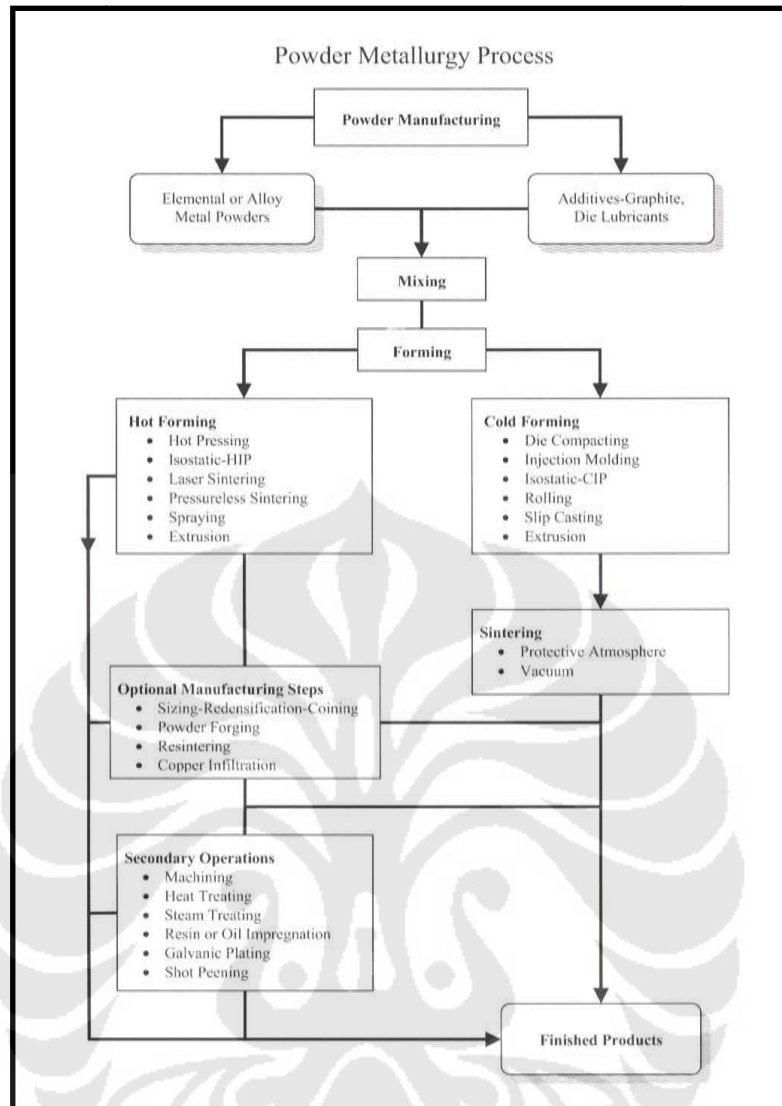 Powder Metallurgy Process
Powder Manufacturing
Elemental or Alloy
Metal Powders
Additives-Graphite,
Die Lubricants
Mixing
Forming
Hot Forming
• Hot Pressing
• Isostatic-HIP
• Laser Sintering
• Pressureless Sintering
• Spraying
• Extrusion
Cold Forming
• Die Compacting
• Injection Molding
• Isostatic-CIP
• Rolling
• Slip Casting
• Extrusion
Sintering
• Protective Atmosphere
• Vacuum
Optional Manufacturing Steps
• Sizing-Redensification-Coining
• Powder Forging
• Resintering
• Copper Infiltration
Secondary Operations
• Machining
• Heat Treating
• Steam Treating
• Resin or Oil Impregnation
• Galvanic Plating
• Shot Peening
Finished Products